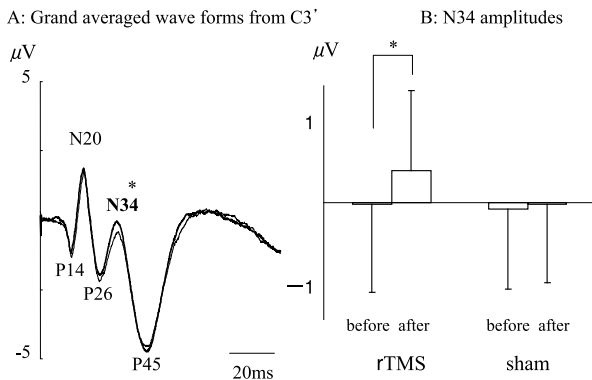 A: Grand averaged wave forms from C3’
μV
5
N20
*
N34
P14
P26
P45
-5
20ms
B: N34 amplitudes
μV
*
1
−1
before after before after
rTMS sham